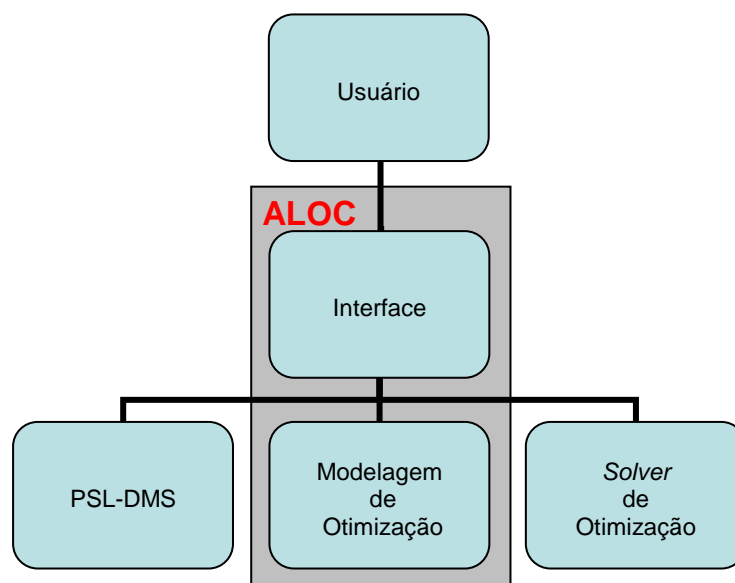 Usuário
ALOC
Interface
PSL-DMS
Modelagem
de
Otimização
Solver
de
Otimização